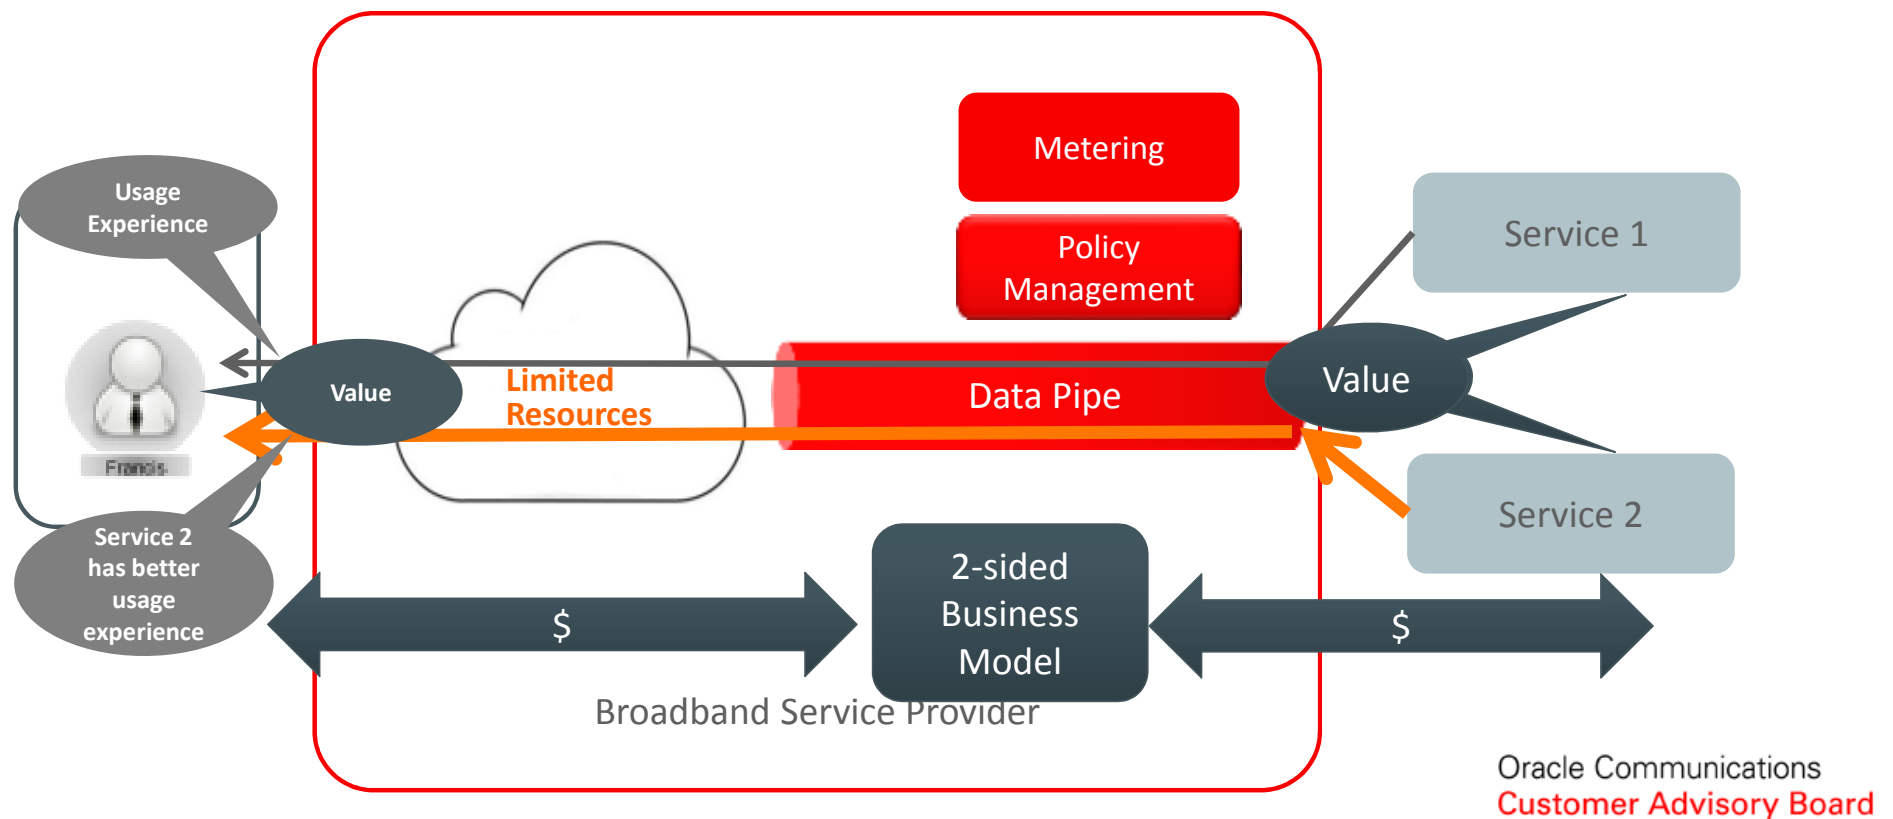 Metering
Usage
Experience
Service 1
Policy
Management
Value
Limited
Resources
Data Pipe
Value
Francis
Service 2
Service 2
has better
usage
experience
$
2-sided
Business
Model
$
Broadband Service Provider
Oracle Communications
Customer Advisory Board